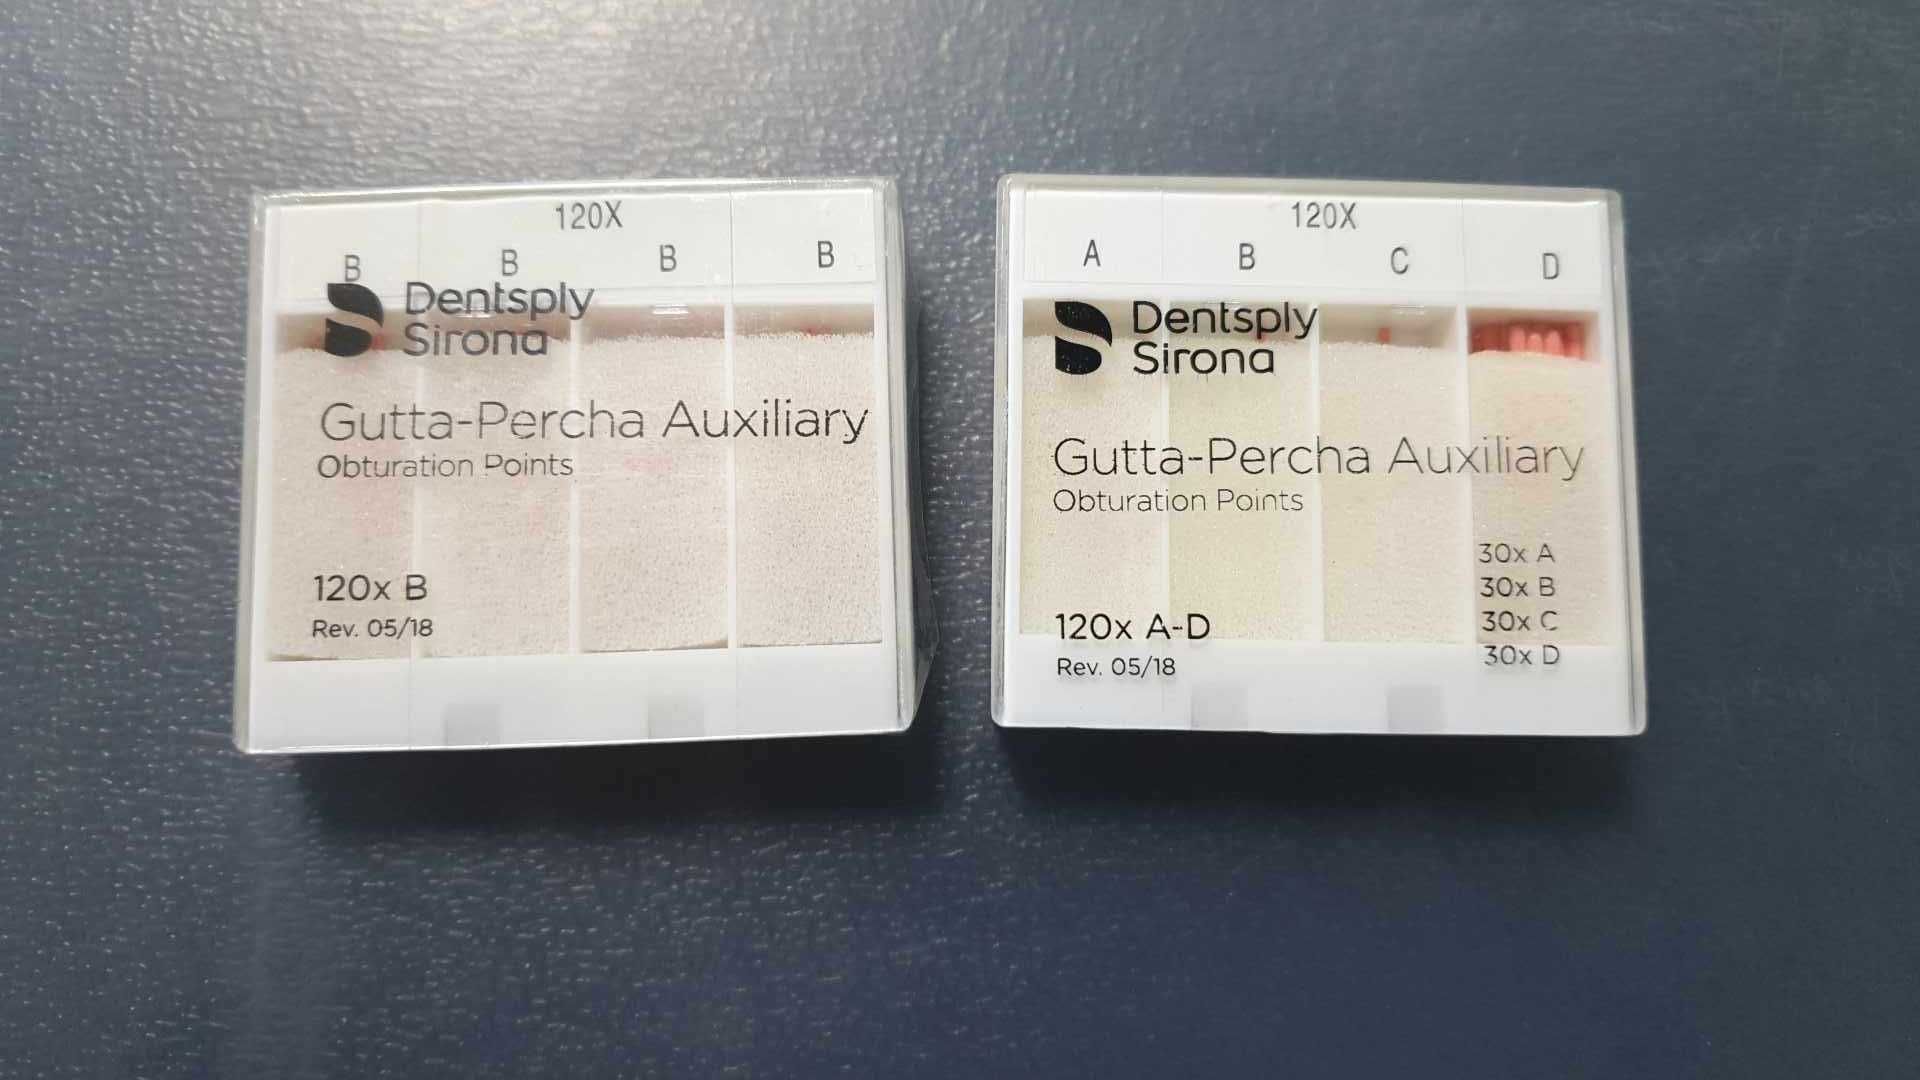 120X
B B B B
Dentsply
Sirona
Gutta-Percha Auxiliary
Obturation Points
120x B
Rev. 05/18
120X
A B C D
Dentsply
Sirona
Gutta-Percha Auxiliary
Obturation Points
30x A
30x B
30x C
30x D
120x A-D
Rev. 05/18